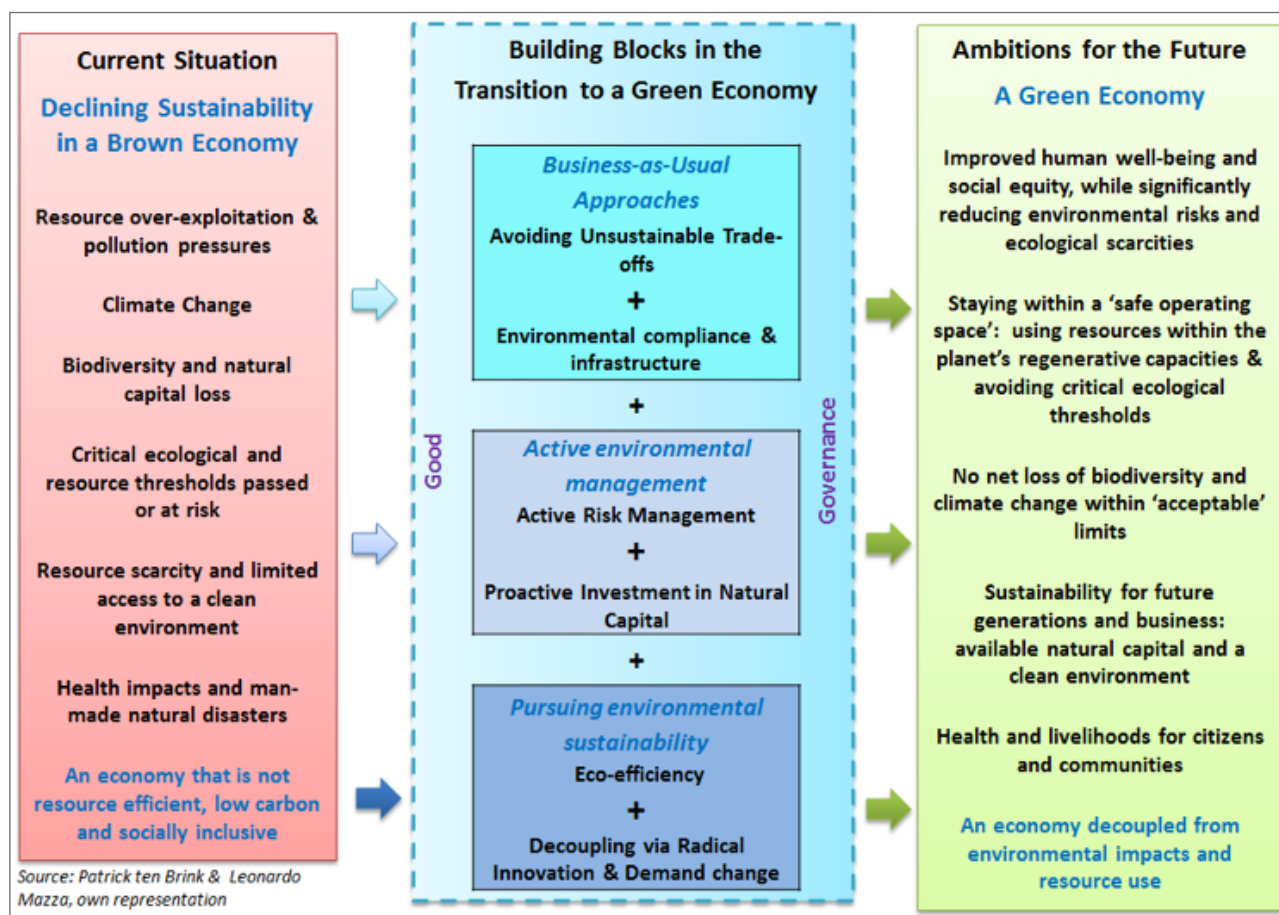 Current Situation
Declining Sustainability
in a Brown Economy
Resource over-exploitation &
pollution pressures
Climate Change
Biodiversity and natural
capital loss
Critical ecological and
resource thresholds passed
or at risk
Resource scarcity and limited
access to a clean
environment
Health impacts and man-
made natural disasters
An economy that is not
resource efficient, low carbon
and socially inclusive
Source: Patrick ten Brink & Leonardo
Mazza, own representation
Building Blocks in the
Transition to a Green Economy
Good
Business-as-Usual
Approaches
Avoiding Unsustainable Trade-
offs
+
Environmental compliance &
infrastructure
+
Active environmental
management
Active Risk Management
+
Proactive Investment in Natural
Capital
+
Pursuing environmental
sustainability
Eco-efficiency
+
Decoupling via Radical
Innovation & Demand change
Governance
Ambitions for the Future
A Green Economy
Improved human well-being and
social equity, while significantly
reducing environmental risks and
ecological scarcities
Staying within a ‘safe operating
space’: using resources within the
planet’s regenerative capacities &
avoiding critical ecological
thresholds
No net loss of biodiversity and
climate change within ‘acceptable’
limits
Sustainability for future
generations and business:
available natural capital and a
clean environment
Health and livelihoods for citizens
and communities
An economy decoupled from
environmental impacts and
resource use